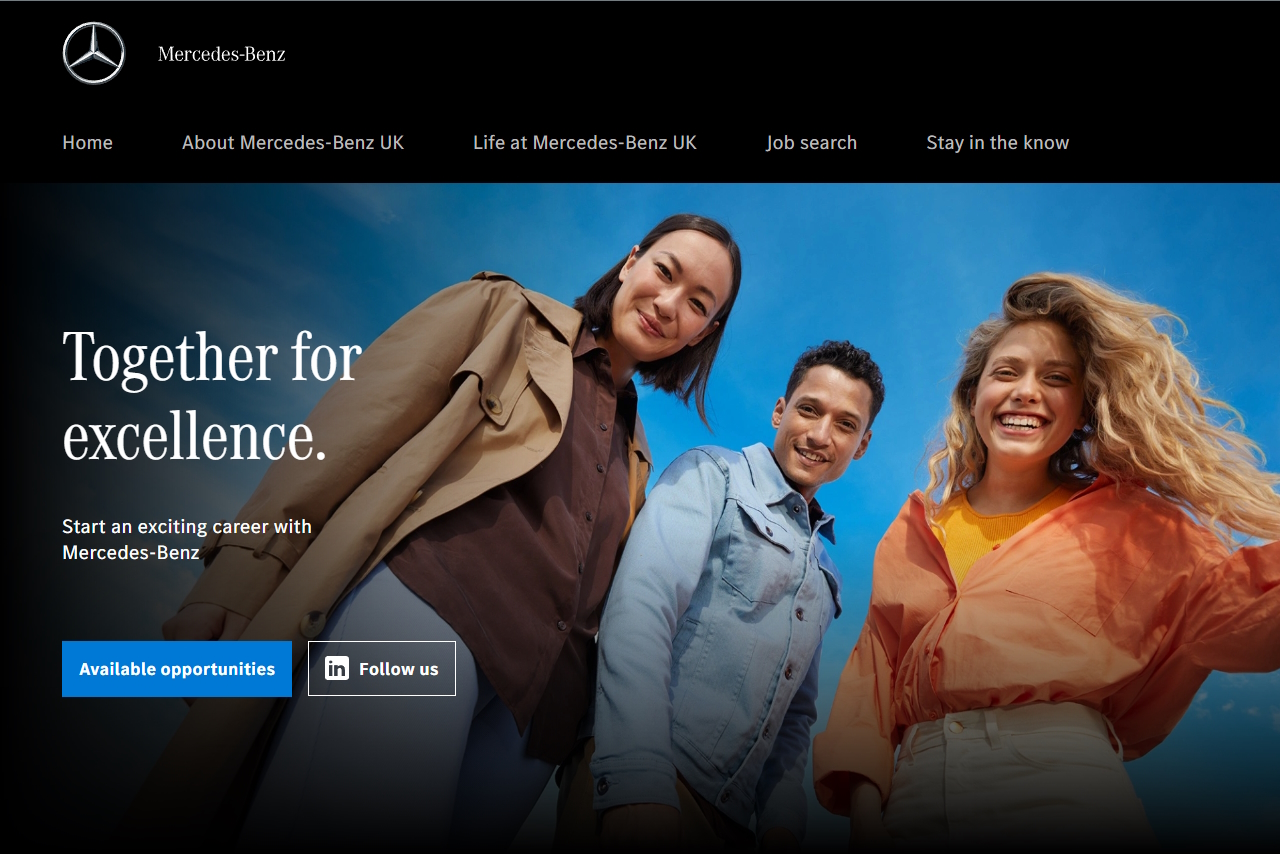 Mercedes-Benz
Home
About Mercedes-Benz UK
Life at Mercedes-Benz UK
Job search
Stay in the know
Together for
excellence.
Start an exciting career with
Mercedes-Benz
Available opportunities
in Follow us